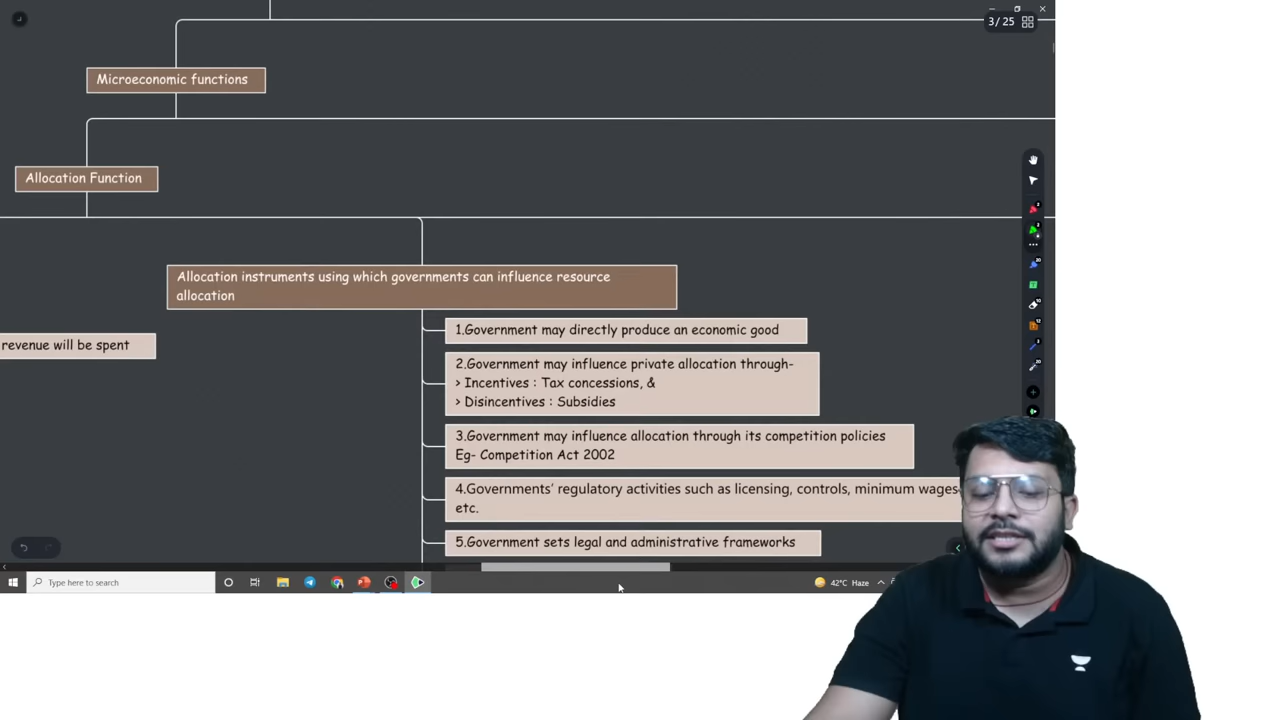 3/25
Microeconomic functions
Allocation Function
Allocation instruments using which governments can influence resource
allocation
revenue will be spent
1.Government may directly produce an economic good
2.Government may influence private allocation through-
> Incentives : Tax concessions, &
> Disincentives : Subsidies
3.Government may influence allocation through its competition policies
Eg- Competition Act 2002
4.Governments' regulatory activities such as licensing, controls, minimum wages
etc.
5.Government sets legal and administrative frameworks
Type here to search
42°C Haze